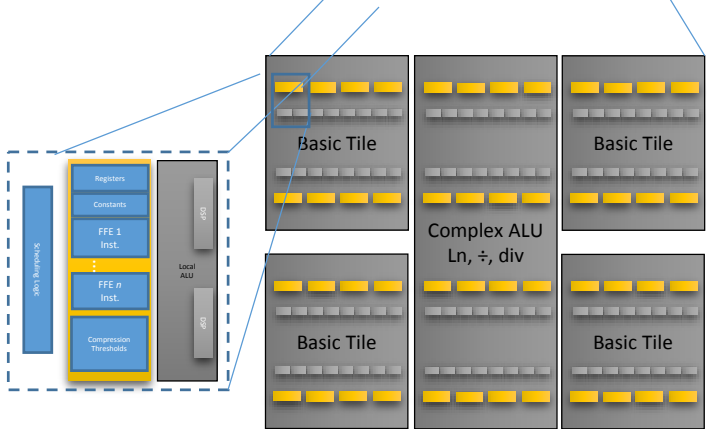 Scheduling Logic
Registers
Constants
FFE 1
Inst.
FFE n
Inst.
Compression
Thresholds
DSP
Local
ALU
DSP
Basic Tile
Basic Tile
Complex ALU
Ln, ÷, div
Basic Tile
Basic Tile